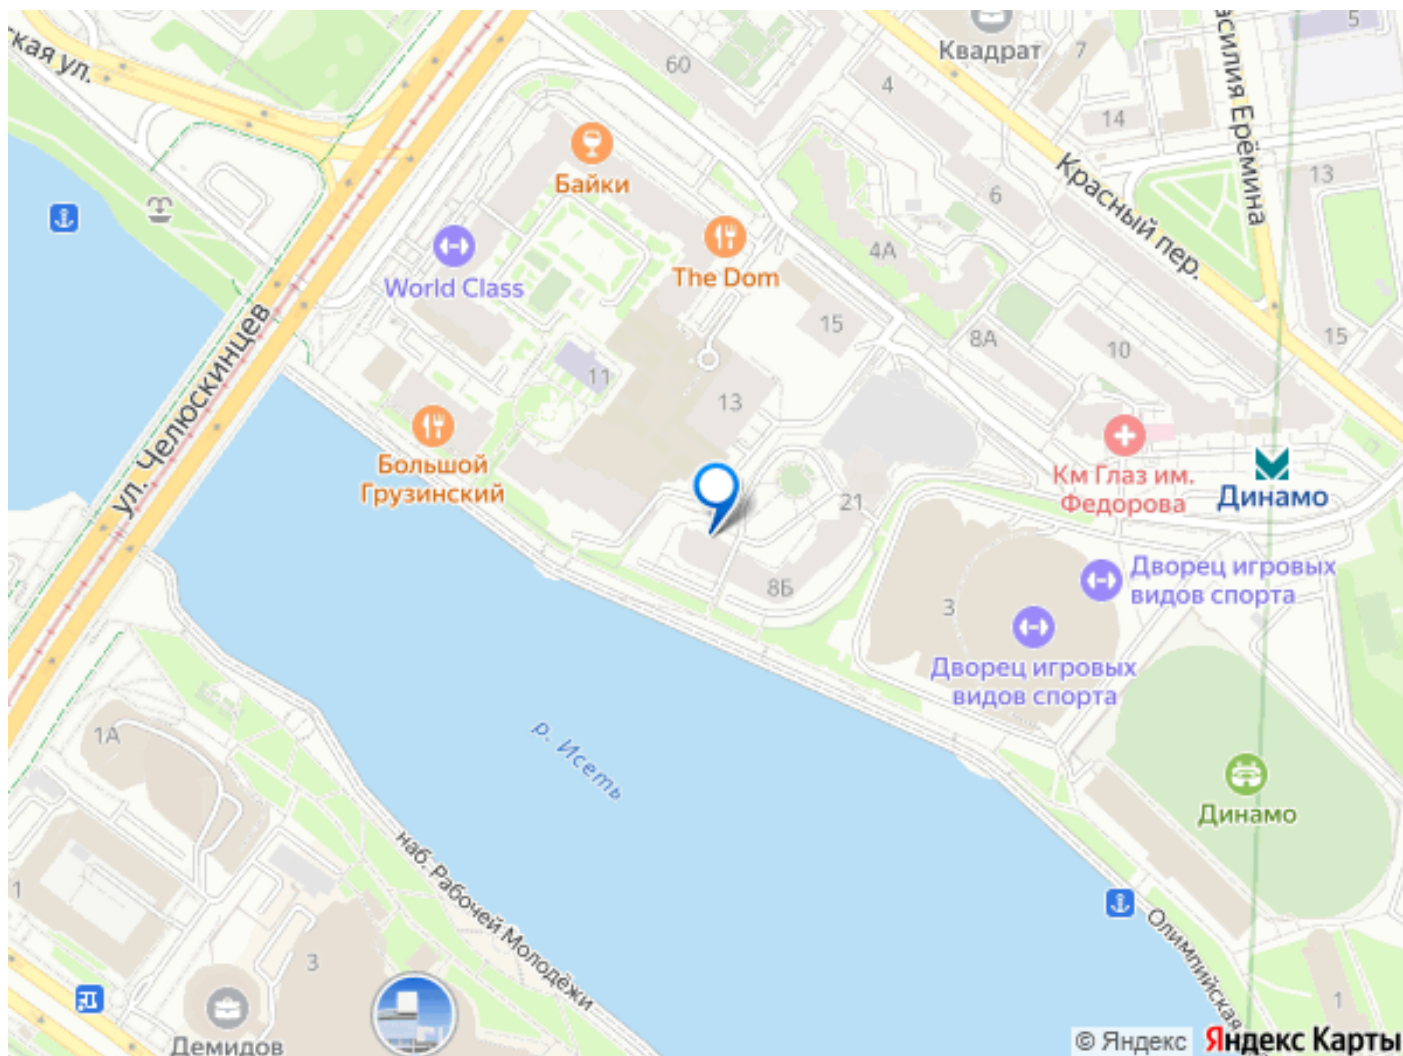 ская ул.
60
Квадрат
7
5
асилия Ерёмина
4
14
13
Байки
Красный пер.
6
4А
World Class
The Dom
15
15
8А
10
ул. Челюскинцев
11
13
Большой
Грузинский
Км Глаз им.
Федорова
Динамо
21
8Б
3
Дворец игровых
видов спорта
Дворец игровых
видов спорта
1А
р. Исеть
Динамо
наб. Рабочей Молодёжи
1
3
Олимпийская
1
Демидов
© Яндекс Яндекс Карты